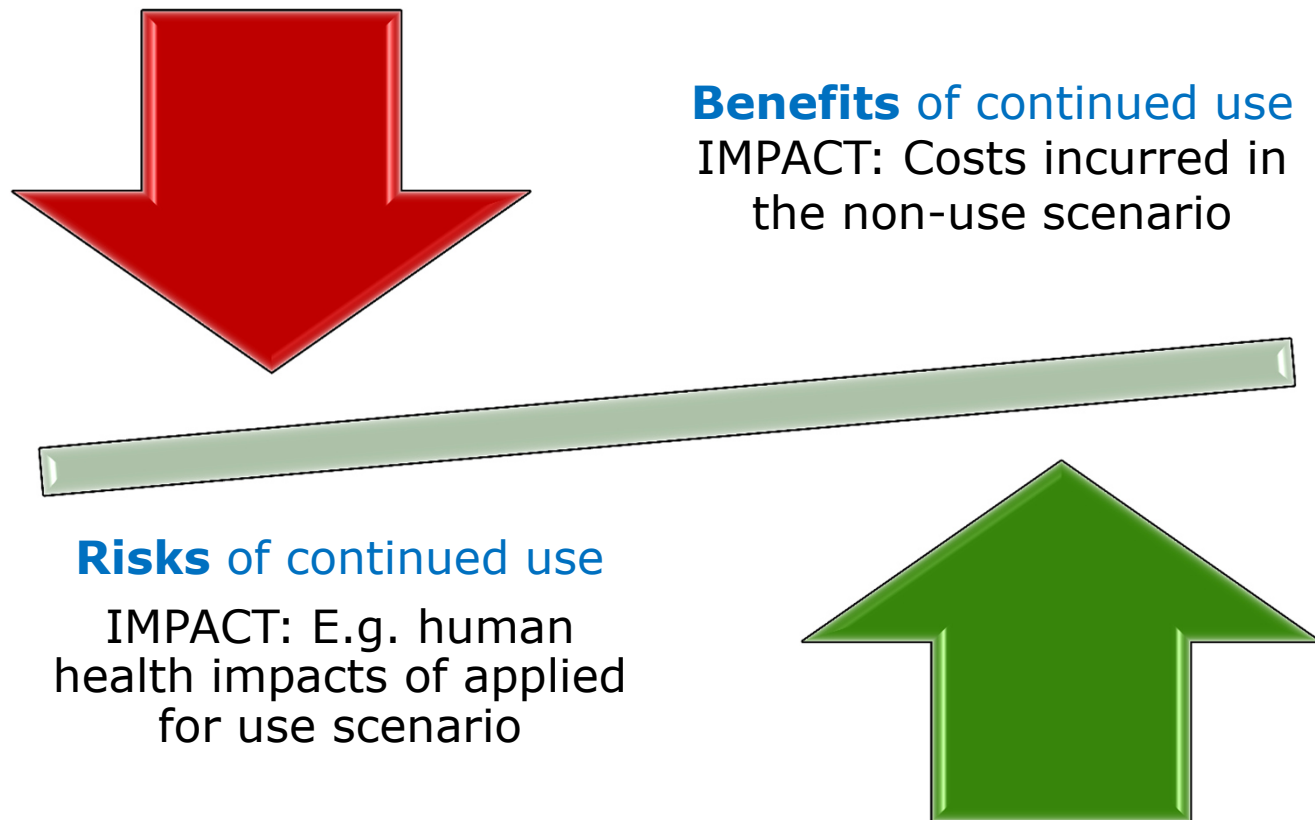 Benefits of continued use
IMPACT: Costs incurred in
the non-use scenario
Risks of continued use
IMPACT: E.g. human
health impacts of applied
for use scenario